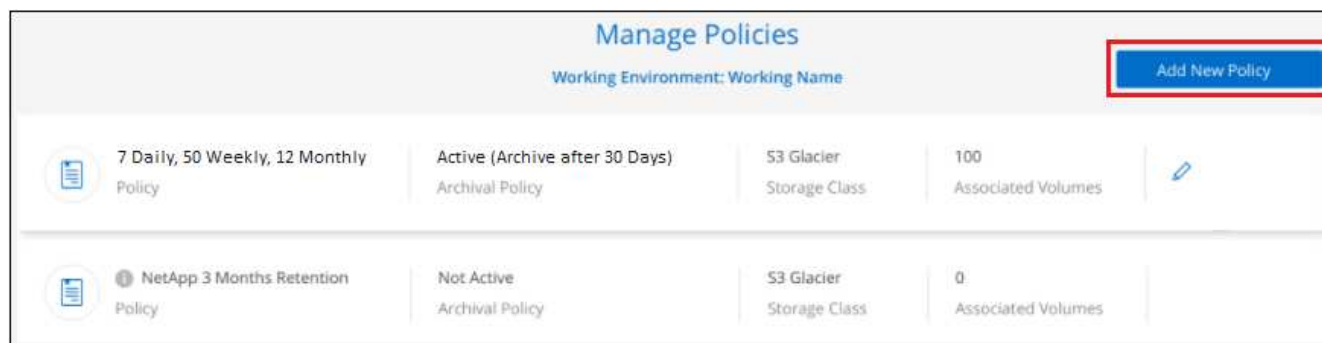 Manage Policies
Working Environment: Working Name
Add New Policy
7 Daily, 50 Weekly, 12 Monthly
Policy
Active (Archive after 30 Days)
Archival Policy
S3 Glacier
Storage Class
100
Associated Volumes
NetApp 3 Months Retention
Policy
Not Active
Archival Policy
S3 Glacier
Storage Class
0
Associated Volumes